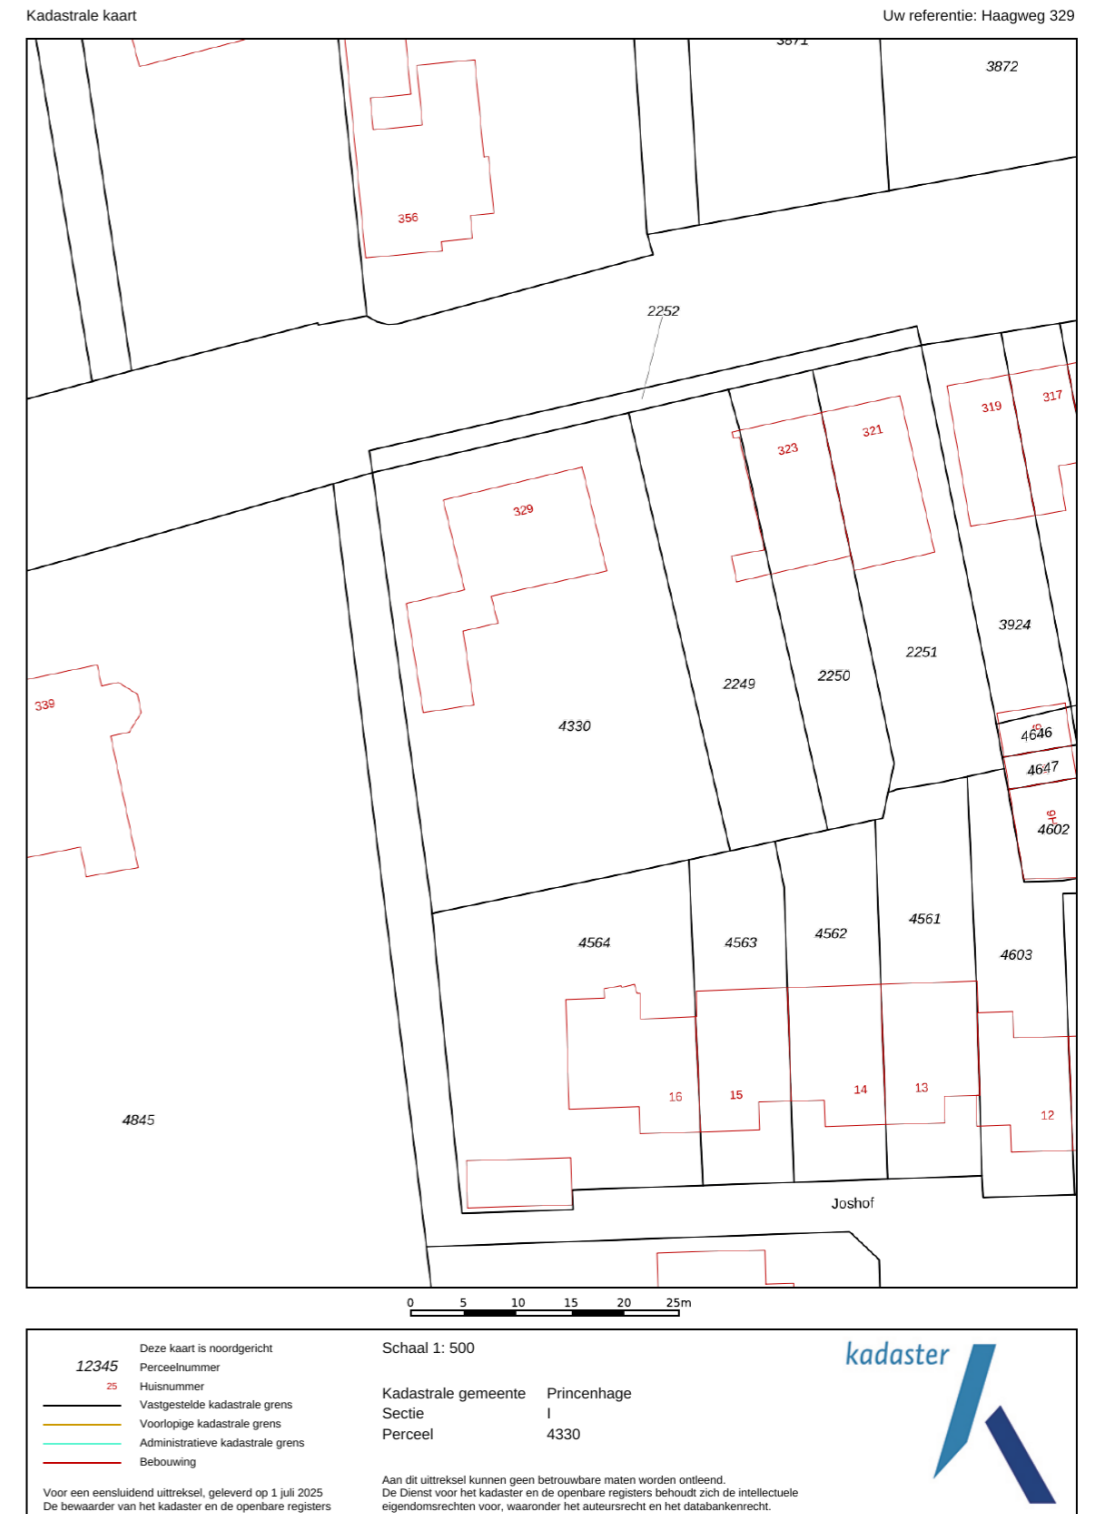 Kadastrale kaart
Uw referentie: Haagweg 329
3871
3872
356
2252
329
323
321
319
317
339
4330
2249
2250
2251
3924
4646
4647
4602
4564
4563
4562
4561
4603
16
15
14
13
12
4845
Joshof
0 5 10 15 20 25m
Deze kaart is noordgericht
12345 Perceelnummer
25 Huisnummer
Vastgestelde kadastrale grens
Voorlopige kadastrale grens
Administratieve kadastrale grens
Bebouwing
Voor een eensluidend uittreksel, geleverd op 1 juli 2025
De bewaarder van het kadaster en de openbare registers
Schaal 1: 500
Kadastrale gemeente Princenhage
Sectie I
Perceel 4330
Aan dit uittreksel kunnen geen betrouwbare maten worden ontleend.
De Dienst voor het kadaster en de openbare registers behoudt zich de intellectuele
eigendomsrechten voor, waaronder het auteursrecht en het databankenrecht.
kadaster